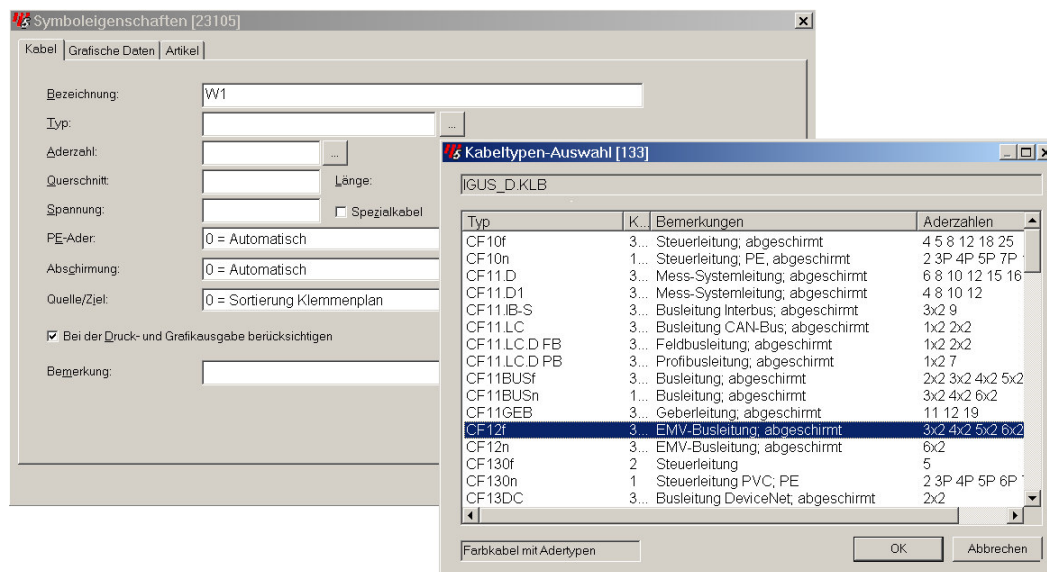 Symboleigenschaften [23105]
Kabel Grafische Daten Artikel
Bezeichnung: W1
Typ: ...
Aderzahl: ...
Querschnitt: Länge:
Spannung: Spezialkabel
PE-Ader: 0 = Automatisch
Abschirmung: 0 = Automatisch
Quelle/Ziel: 0 = Sortierung Klemmenplan
Bei der Druck- und Grafikausgabe berücksichtigen
Bemerkung:
Kabeltypen-Auswahl [133]
IGUS_D.KLB
Typ K... Bemerkungen Aderzahlen
CF10f 3... Steuerleitung; abgeschirmt 4 5 8 12 18 25
CF10n 1... Steuerleitung; PE, abgeschirmt 2 3P 4P 5P 7P
CF11.D 3... Mess-Systemleitung; abgeschirmt 6 8 10 12 15 16
CF11.D1 3... Mess-Systemleitung; abgeschirmt 4 8 10 12
CF11.IB-S 3... Busleitung Interbus; abgeschirmt 3x2 9
CF11.LC 3... Busleitung CAN-Bus; abgeschirmt 1x2 2x2
CF11.LC.D FB 3... Feldbusleitung; abgeschirmt 1x2 2x2
CF11.LC.D PB 3... Profibusleitung; abgeschirmt 1x2 7
CF11BUSf 3... Busleitung; abgeschirmt 2x2 3x2 4x2 5x2
CF11BUSn 1... Busleitung; abgeschirmt 3x2 4x2 6x2
CF11GEB 3... Geberleitung; abgeschirmt 11 12 19
CF12f 3... EMV-Busleitung; abgeschirmt 3x2 4x2 5x2 6x2
CF12n 3... EMV-Busleitung; abgeschirmt 6x2
CF130f 2 Steuerleitung 5
CF130n 1 Steuerleitung PVC; PE 2 3P 4P 5P 6P
CF13DC 3... Busleitung DeviceNet; abgeschirmt 2x2
Farbkabel mit Adertypen OK Abbrechen